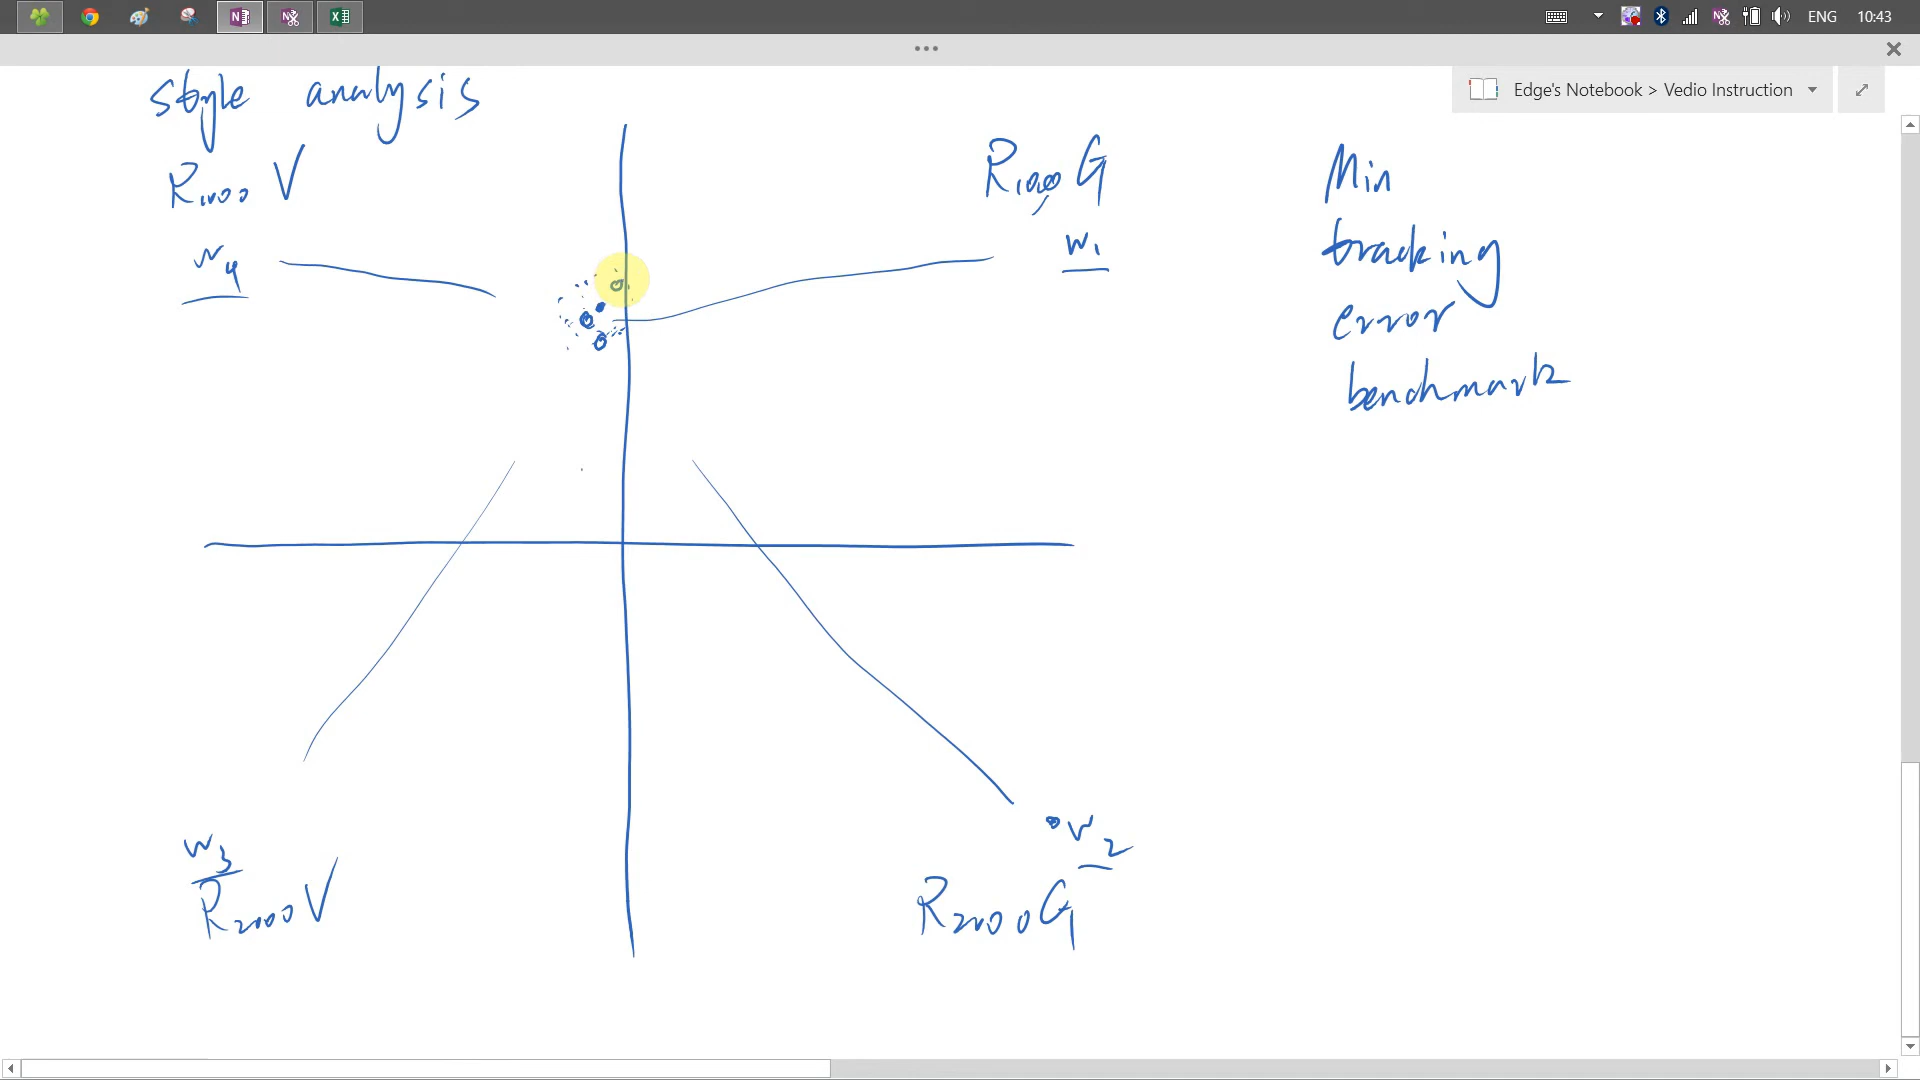 ENG 10:43
Edge's Notebook > Vedio Instruction
style analysis
R1000 V
R1000 G
w4
w1
Min
tracking
error
benchmark
w3
R2000 V
w2
R2000 G